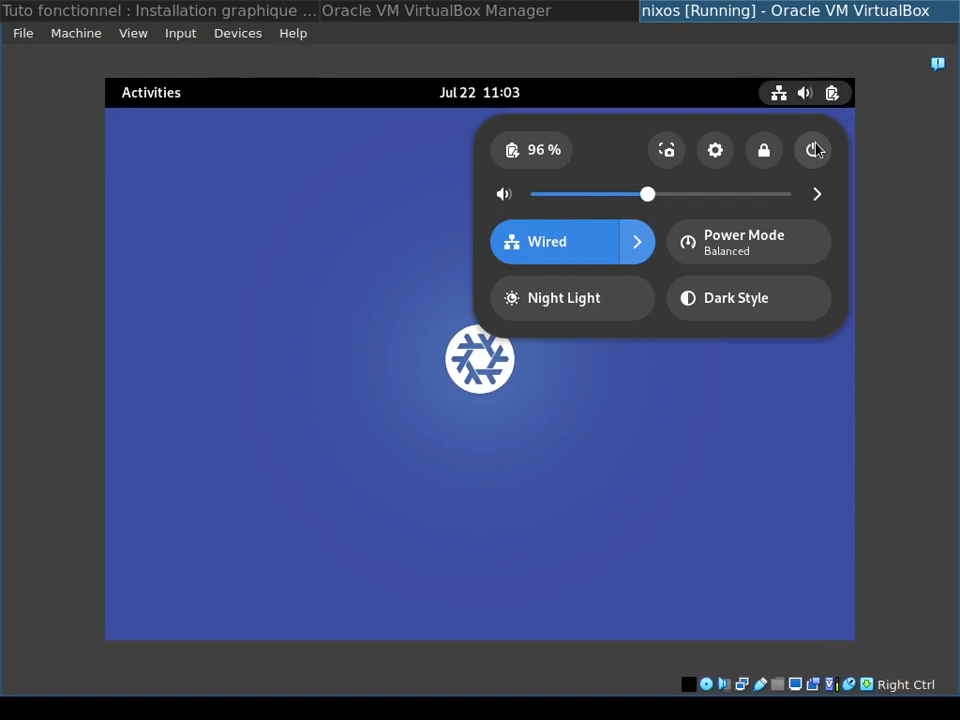 Tuto fonctionnel : Installation graphique ... Oracle VM VirtualBox Manager nixos [Running] - Oracle VM VirtualBox
File Machine View Input Devices Help
Activities Jul 22 11:03
96 %
Wired
Power Mode
Balanced
Night Light Dark Style
Right Ctrl